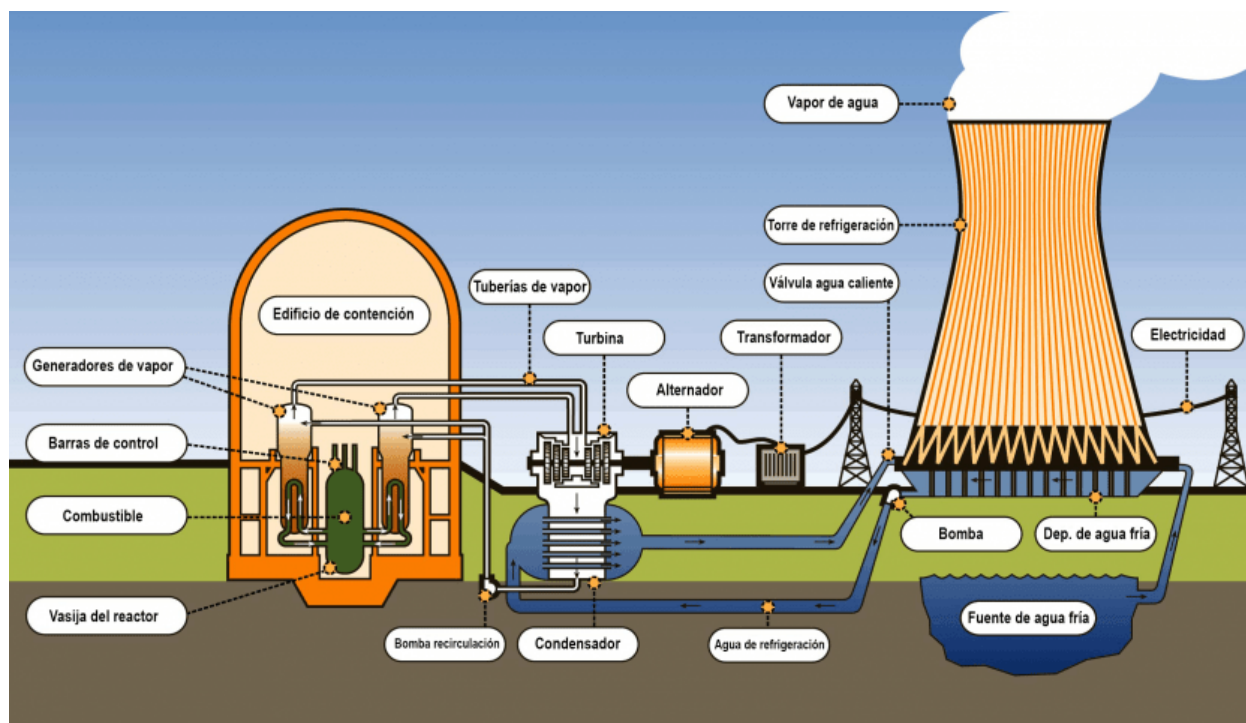 Vapor de agua
Torre de refrigeración
Válvula agua caliente
Tuberías de vapor
Edificio de contención
Turbina
Transformador
Electricidad
Generadores de vapor
Alternador
Barras de control
Combustible
Bomba
Dep. de agua fría
Vasija del reactor
Fuente de agua fría
Bomba recirculación
Condensador
Agua de refrigeración